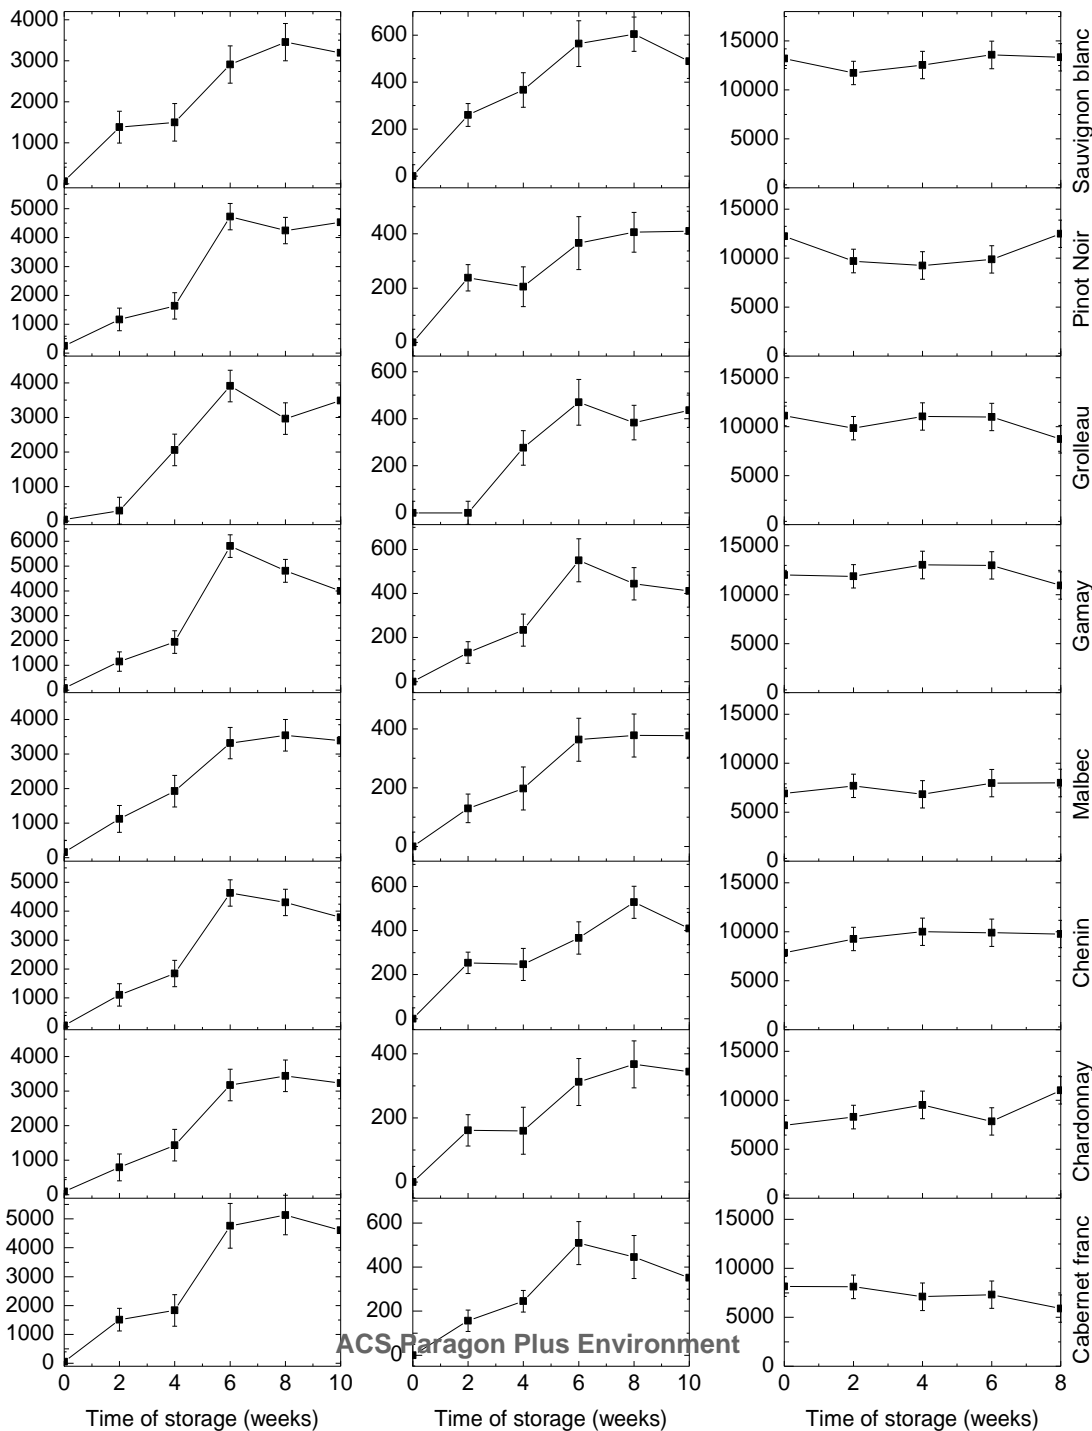 4000 3000 2000 1000 0
600 400 200 0
15000 10000 5000 0
Sauvignon blanc
5000 4000 3000 2000 1000 0
400 200 0
15000 10000 5000 0
Pinot Noir
4000 3000 2000 1000 0
600 400 200 0
15000 10000 5000 0
Grolleau
6000 5000 4000 3000 2000 1000 0
600 400 200 0
15000 10000 5000 0
Gamay
4000 3000 2000 1000 0
400 200 0
15000 10000 5000 0
Malbec
5000 4000 3000 2000 1000 0
600 400 200 0
15000 10000 5000 0
Chenin
4000 3000 2000 1000 0
400 200 0
15000 10000 5000 0
Chardonnay
5000 4000 3000 2000 1000 0
600 400 200 0
15000 10000 5000 0
Cabernet franc
ACS Paragon Plus Environment
0 2 4 6 8 10
0 2 4 6 8 10
0 2 4 6 8
Time of storage (weeks)
Time of storage (weeks)
Time of storage (weeks)